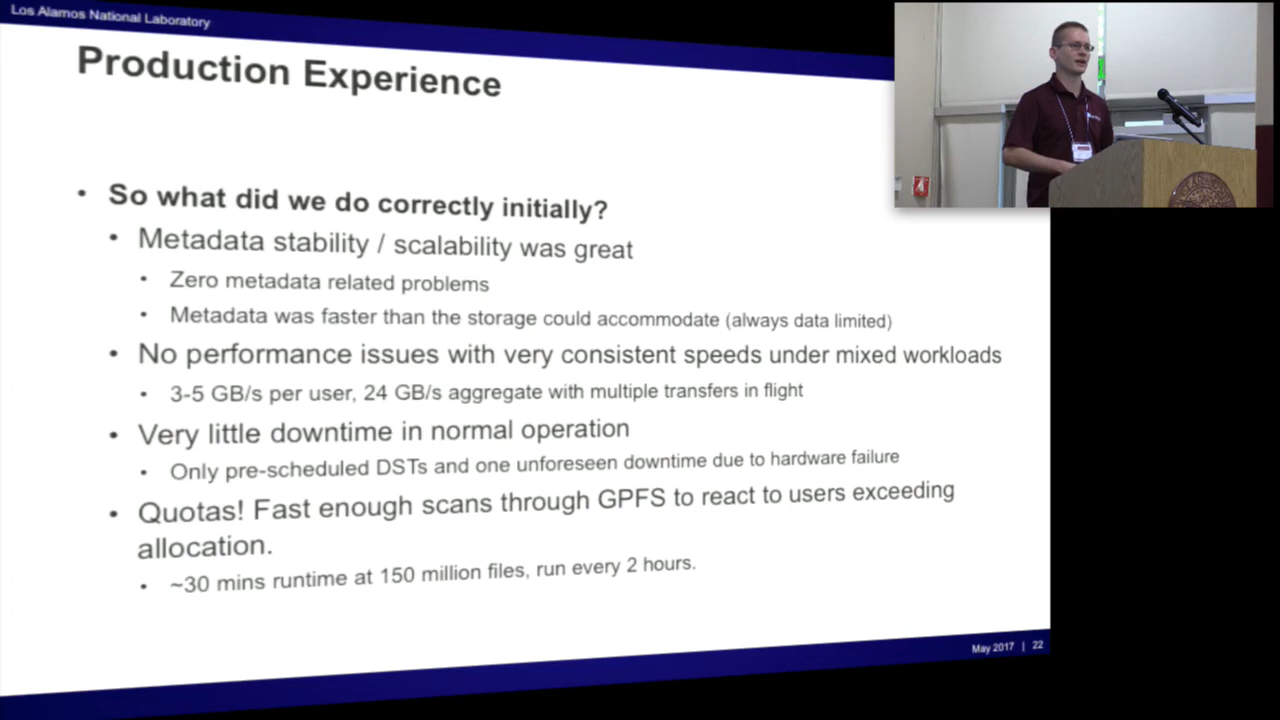 Los Alamos National Laboratory
Production Experience
• So what did we do correctly initially?
• Metadata stability / scalability was great
• Zero metadata related problems
• Metadata was faster than the storage could accommodate (always data limited)
• No performance issues with very consistent speeds under mixed workloads
• 3-5 GB/s per user, 24 GB/s aggregate with multiple transfers in flight
• Very little downtime in normal operation
• Only pre-scheduled DSTs and one unforeseen downtime due to hardware failure
• Quotas! Fast enough scans through GPFS to react to users exceeding
allocation.
• ~30 mins runtime at 150 million files, run every 2 hours.
May 2017 | 22